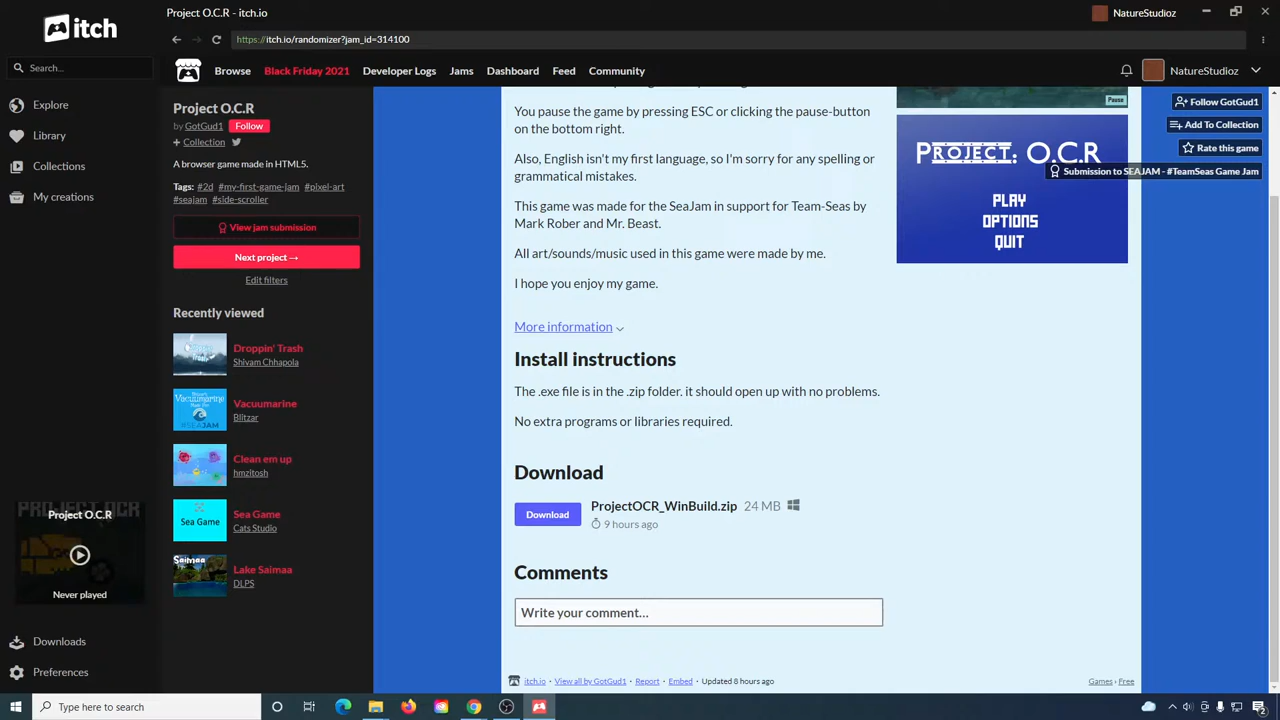 itch
Project O.C.R
https://itch.io/randomizer?jam_id=314100
NatureStudioz
Search...
Explore
Library
Collections
My creations
Project O.C.R
Never played
Downloads
Preferences
Browse
Black Friday 2021
Developer Logs
Jams
Dashboard
Feed
Community
NatureStudioz
Project O.C.R
by GotGud1 Follow
Collection
A browser game made in HTML5.
Tags: #2d #my-first-game-jam #pixel-art
#seajam #side-scroller
View jam submission
Next project →
Edit filters
Recently viewed
Droppin' Trash
Shivam Chhapola
Vacuumarine
Blitzar
Clean em up
hmzitosh
Sea Game
Sea Game
Cats Studio
Saimaa
Lake Saimaa
DLPS
You pause the game by pressing ESC or clicking the pause-button
on the bottom right.
Also, English isn't my first language, so I'm sorry for any spelling or
grammatical mistakes.
This game was made for the SeaJam in support for Team-Seas by
Mark Rober and Mr. Beast.
All art/sounds/music used in this game were made by me.
I hope you enjoy my game.
More information
Install instructions
The .exe file is in the .zip folder. it should open up with no problems.
No extra programs or libraries required.
Download
Download
ProjectOCR_WinBuild.zip 24 MB
9 hours ago
Comments
Write your comment...
itch.io · View all by GotGud1 · Report · Embed · Updated 8 hours ago
Games › Free
Pause
PROJECT: O.C.R
PLAY
OPTIONS
QUIT
Follow GotGud1
Add To Collection
Rate this game
Submission to SEAJAM - #TeamSeas Game Jam
Type here to search
2